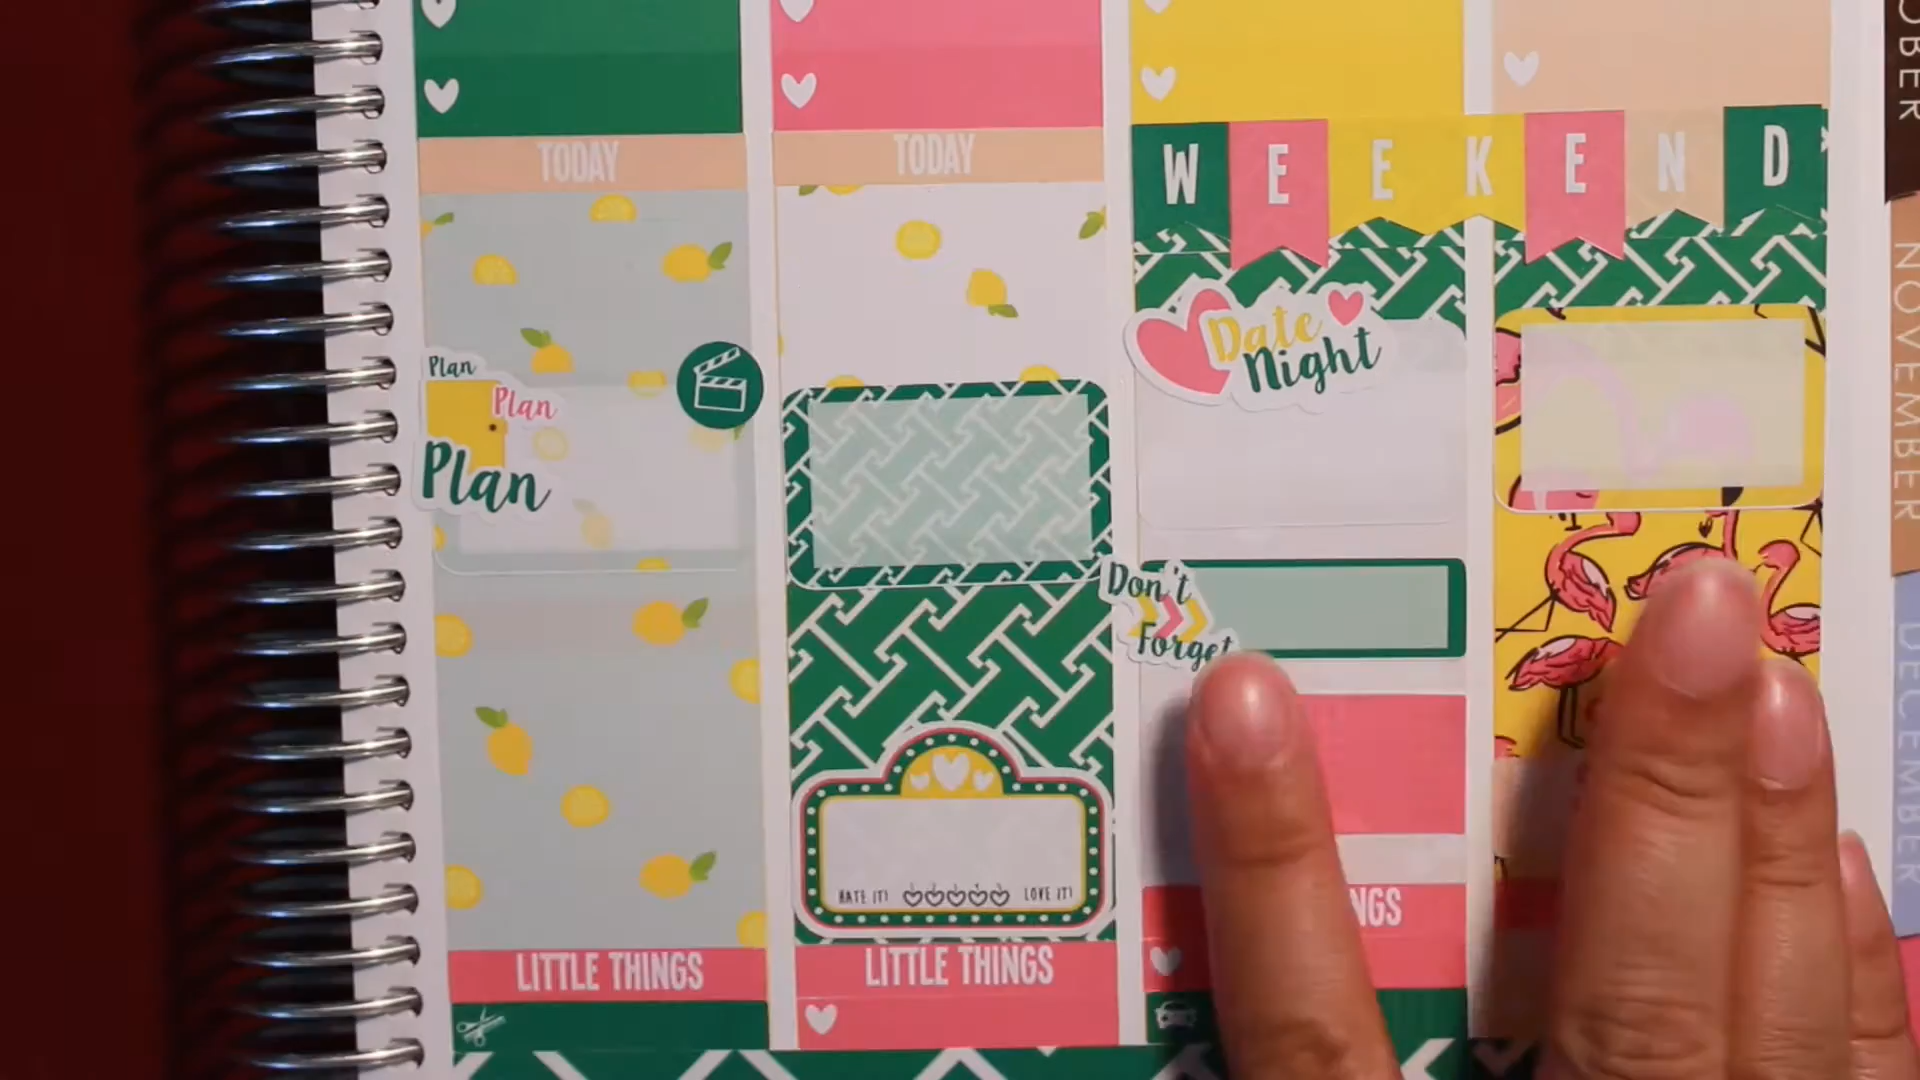 TODAY
TODAY
WEEKEND
Date
Night
Plan
Plan
Plan
Don't
Forget
HATE IT! LOVE IT!
LITTLE THINGS
LITTLE THINGS
NGS
OBER
NOVEMBER
DECEMBER